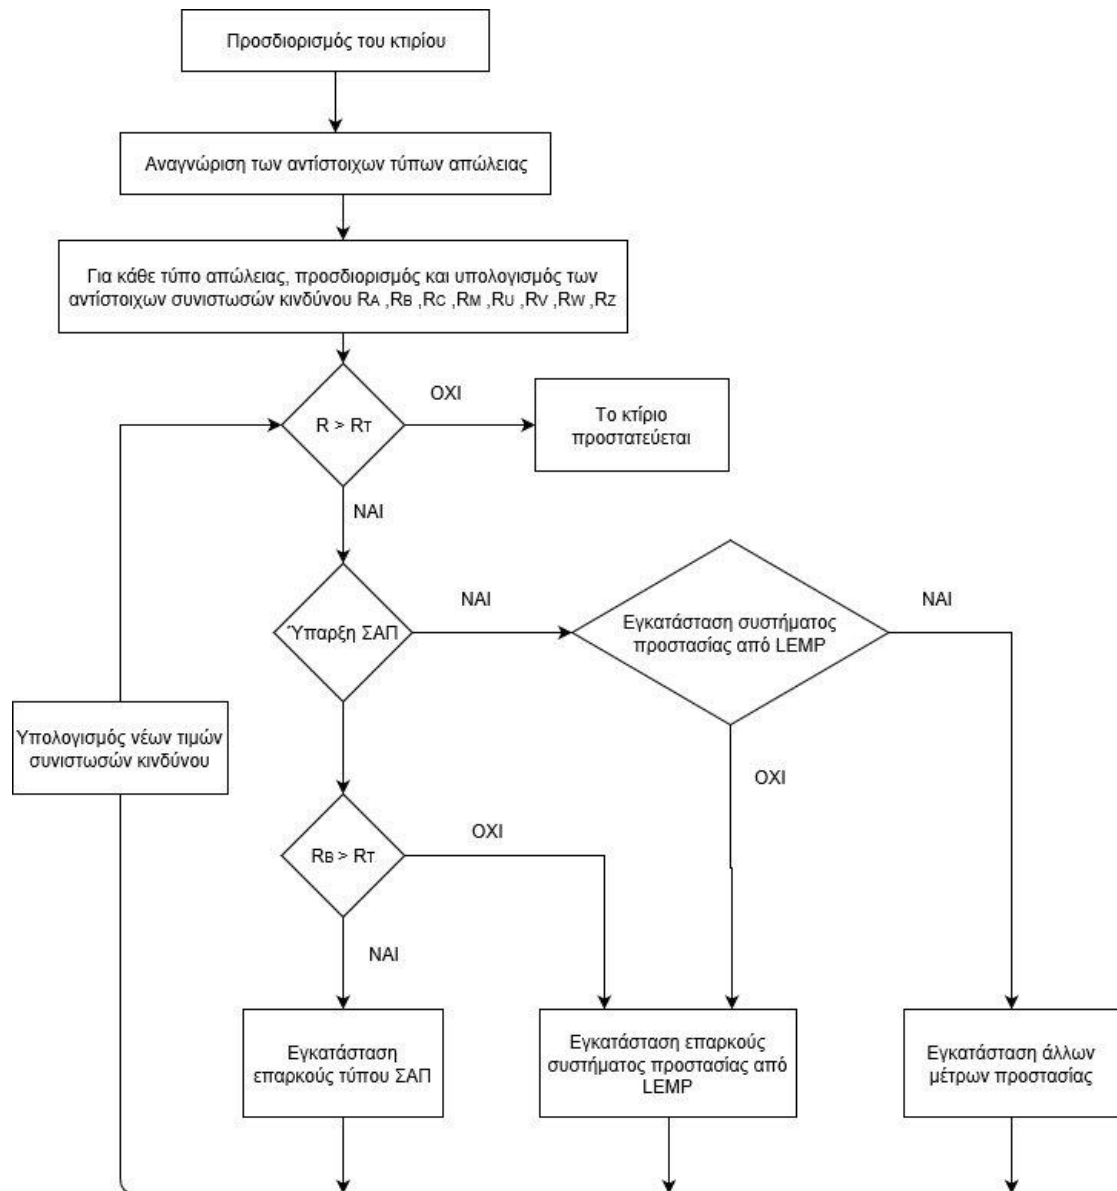 Προσδιορισμός του κτιρίου
Αναγνώριση των αντίστοιχων τύπων απώλειας
Για κάθε τύπο απώλειας, προσδιορισμός και υπολογισμός των
αντίστοιχων συνιστωσών κινδύνου RA ,RB ,RC ,RM ,RU ,RV ,RW ,RZ
R > RT
ΟΧΙ
Το κτίριο
προστατεύεται
ΝΑΙ
Ύπαρξη ΣΑΠ
ΝΑΙ
Εγκατάσταση συστήματος
προστασίας από LEMP
ΝΑΙ
Υπολογισμός νέων τιμών
συνιστωσών κινδύνου
ΟΧΙ
RB > RT
ΟΧΙ
ΝΑΙ
Εγκατάσταση
επαρκούς τύπου ΣΑΠ
Εγκατάσταση επαρκούς
συστήματος προστασίας από
LEMP
Εγκατάσταση άλλων
μέτρων προστασίας